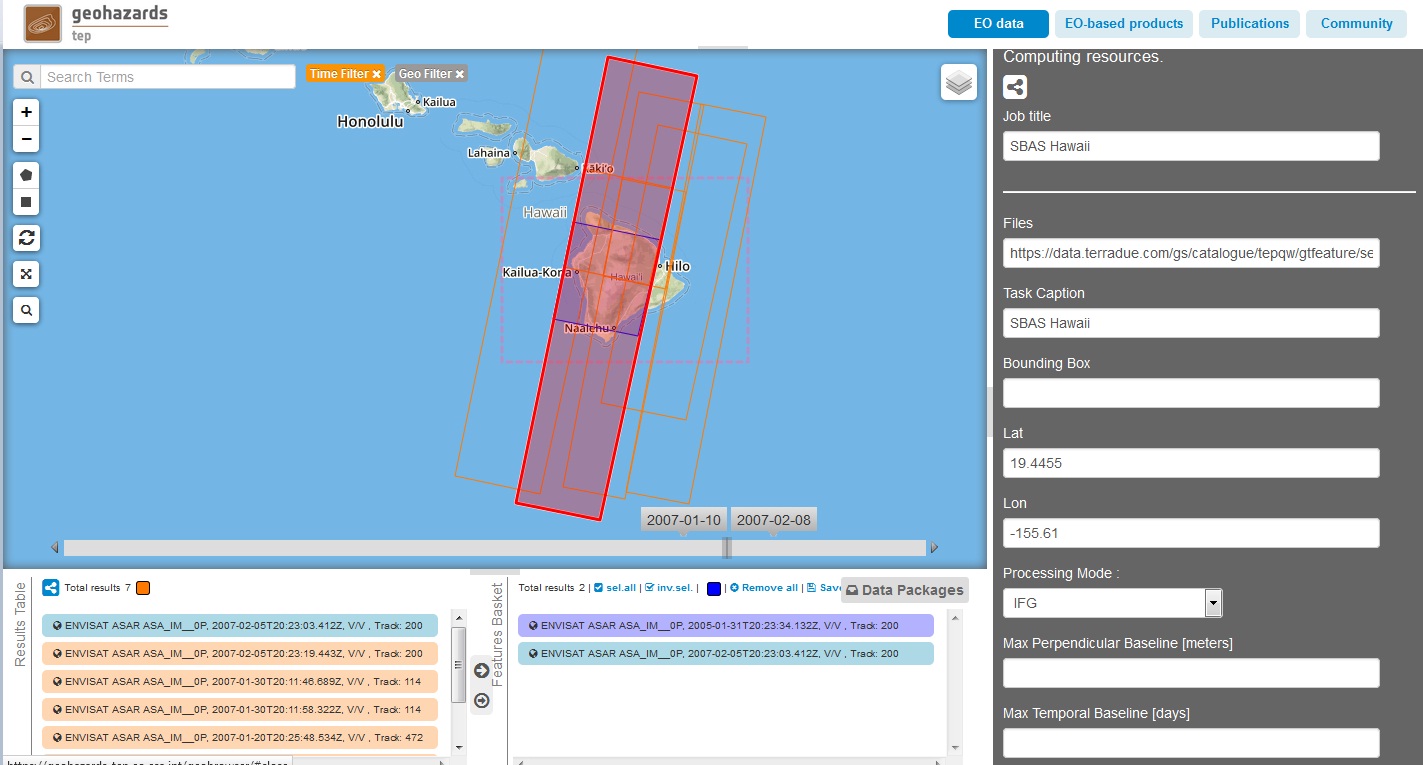 geohazards
tep
EO data
EO-based products
Publications
Community
Search Terms
Time Filter ×
Geo Filter ×
+
−
Kailua
Honolulu
Lahaina
Hawaii
Kailua-Kona
Hilo
Hawai'i
Naalehu
2007-01-10
2007-02-08
Results Table
Total results 7
ENVISAT ASAR ASA_IM__0P, 2007-02-05T20:23:03.412Z, V/V , Track: 200
ENVISAT ASAR ASA_IM__0P, 2007-02-05T20:23:19.443Z, V/V , Track: 200
ENVISAT ASAR ASA_IM__0P, 2007-01-30T20:11:46.689Z, V/V , Track: 114
ENVISAT ASAR ASA_IM__0P, 2007-01-30T20:11:58.322Z, V/V , Track: 114
ENVISAT ASAR ASA_IM__0P, 2007-01-20T20:25:48.534Z, V/V , Track: 472
Features Basket
Total results 2 | sel.all | inv.sel. | | Remove all | Save
Data Packages
ENVISAT ASAR ASA_IM__0P, 2005-01-31T20:23:34.132Z, V/V , Track: 200
ENVISAT ASAR ASA_IM__0P, 2007-02-05T20:23:03.412Z, V/V , Track: 200
Computing resources.
Job title
SBAS Hawaii
Files
https://data.terradue.com/gs/catalogue/tepqw/gtfeature/se
Task Caption
SBAS Hawaii
Bounding Box
Lat
19.4455
Lon
-155.61
Processing Mode :
IFG
Max Perpendicular Baseline [meters]
Max Temporal Baseline [days]